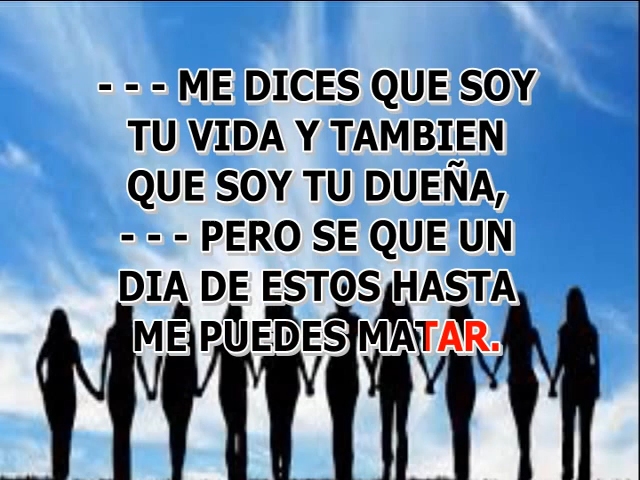 - - - ME DICES QUE SOY
TU VIDA Y TAMBIEN
QUE SOY TU DUEÑA,
- - - PERO SE QUE UN
DIA DE ESTOS HASTA
ME PUEDES MATAR.